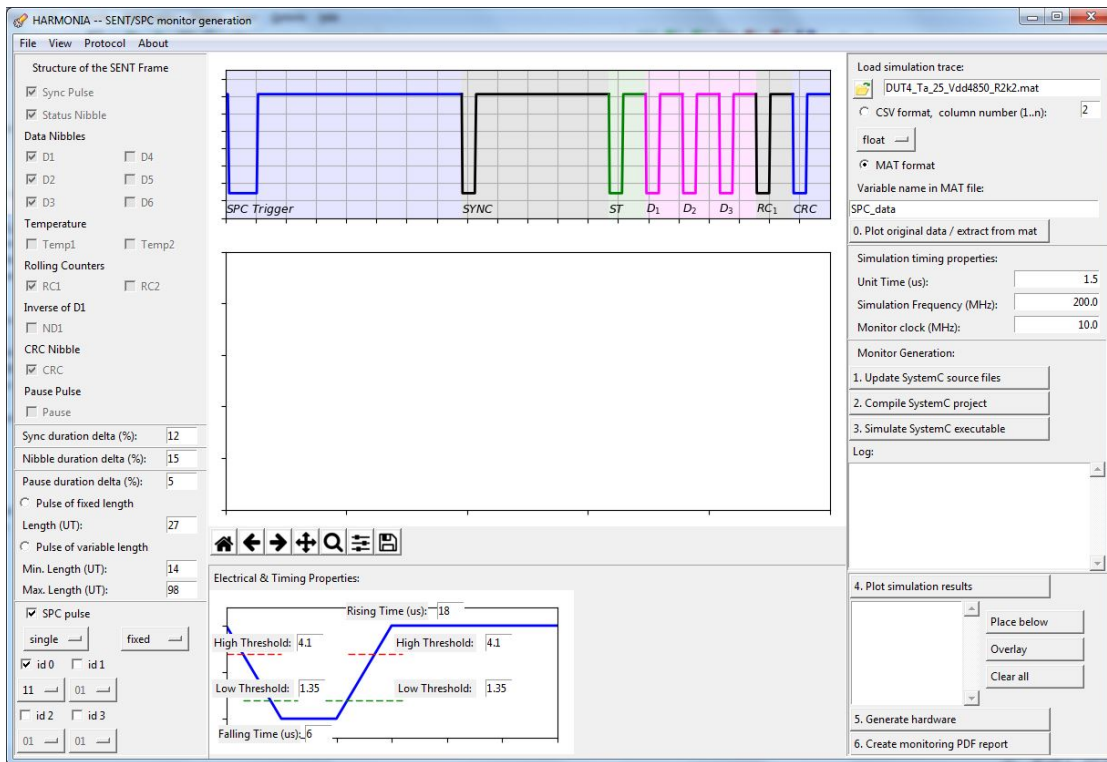 HARMONIA — SENT/SPC monitor generation
File View Protocol About
Structure of the SENT Frame
Sync Pulse
Status Nibble
Data Nibbles
D1 D4
D2 D5
D3 D6
Temperature
Temp1 Temp2
Rolling Counters
RC1 RC2
Inverse of D1
ND1
CRC Nibble
CRC
Pause Pulse
Pause
Sync duration delta (%): 12
Nibble duration delta (%): 15
Pause duration delta (%): 5
Pulse of fixed length
Length (UT): 27
Pulse of variable length
Min. Length (UT): 14
Max. Length (UT): 98
SPC pulse
single fixed
id 0 id 1
11 01
id 2 id 3
01 01
SPC Trigger SYNC ST D1 D2 D3 RC1 CRC
Electrical & Timing Properties:
Rising Time (us): 18
High Threshold: 4.1 High Threshold: 4.1
Low Threshold: 1.35 Low Threshold: 1.35
Falling Time (us): 6
Load simulation trace:
DUT4_Ta_25_Vdd4850_R2k2.mat
CSV format, column number (1..n): 2
float
MAT format
Variable name in MAT file:
SPC_data
0. Plot original data / extract from mat
Simulation timing properties:
Unit Time (us): 1.5
Simulation Frequency (MHz): 200.0
Monitor clock (MHz): 10.0
Monitor Generation:
1. Update SystemC source files
2. Compile SystemC project
3. Simulate SystemC executable
Log:
4. Plot simulation results
Place below
Overlay
Clear all
5. Generate hardware
6. Create monitoring PDF report